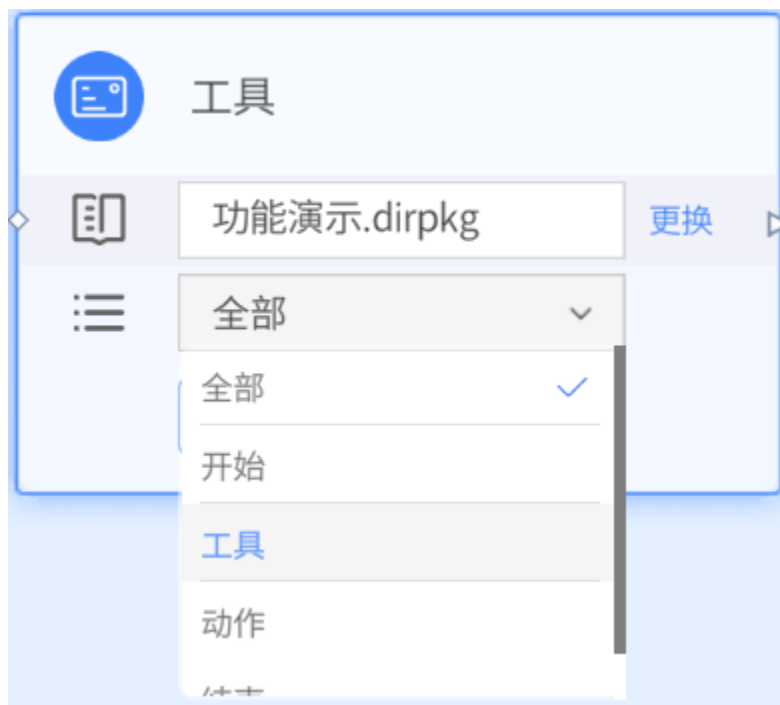 工具
功能演示.dirpkg 更换
全部
全部
开始
工具
动作